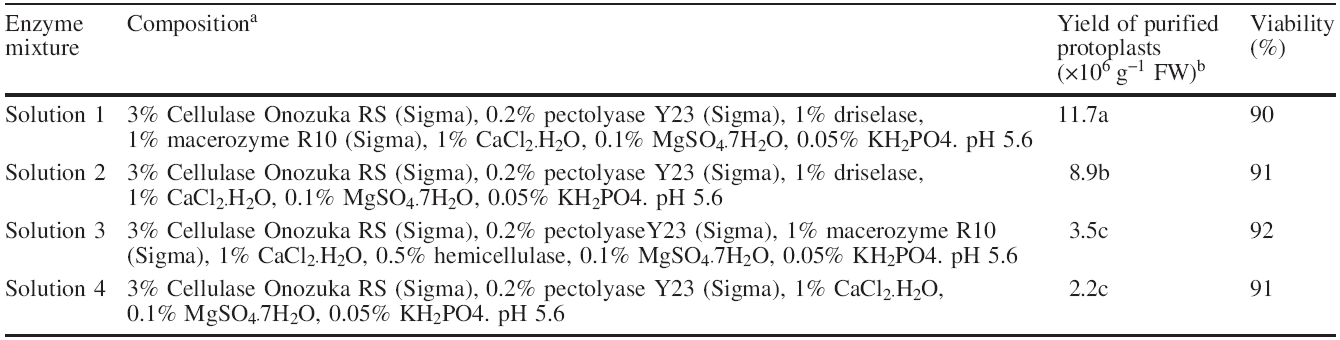 Enzyme mixture Compositionᵃ Yield of purified protoplasts (×10⁶ g⁻¹ FW)ᵇ Viability (%)
Solution 1 3% Cellulase Onozuka RS (Sigma), 0.2% pectolyase Y23 (Sigma), 1% driselase, 11.7a 90
1% macerozyme R10 (Sigma), 1% CaCl₂.H₂O, 0.1% MgSO₄.7H₂O, 0.05% KH₂PO4. pH 5.6
Solution 2 3% Cellulase Onozuka RS (Sigma), 0.2% pectolyase Y23 (Sigma), 1% driselase, 8.9b 91
1% CaCl₂.H₂O, 0.1% MgSO₄.7H₂O, 0.05% KH₂PO4. pH 5.6
Solution 3 3% Cellulase Onozuka RS (Sigma), 0.2% pectolyaseY23 (Sigma), 1% macerozyme R10 3.5c 92
(Sigma), 1% CaCl₂.H₂O, 0.5% hemicellulase, 0.1% MgSO₄.7H₂O, 0.05% KH₂PO4. pH 5.6
Solution 4 3% Cellulase Onozuka RS (Sigma), 0.2% pectolyase Y23 (Sigma), 1% CaCl₂.H₂O, 2.2c 91
0.1% MgSO₄.7H₂O, 0.05% KH₂PO4. pH 5.6